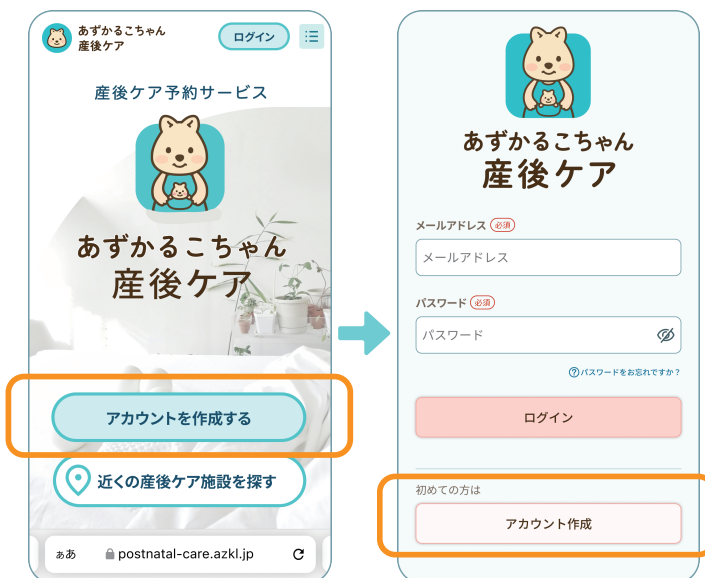 あずかるこちゃん
産後ケア
ログイン
産後ケア予約サービス
あずかるこちゃん
産後ケア
アカウントを作成する
近くの産後ケア施設を探す
ぁあ
postnatal-care.azkl.jp
あずかるこちゃん
産後ケア
メールアドレス 必須
メールアドレス
パスワード 必須
パスワード
?パスワードをお忘れですか？
ログイン
初めての方は
アカウント作成